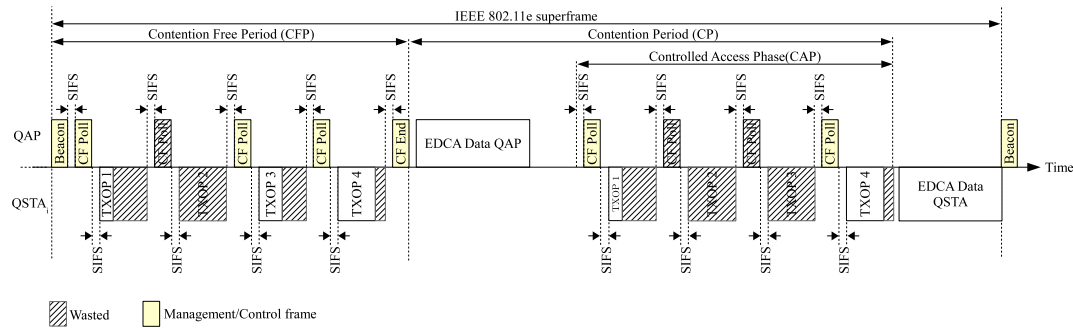 IEEE 802.11e superframe
Contention Free Period (CFP)
Contention Period (CP)
Controlled Access Phase(CAP)
SIFS
SIFS
SIFS
SIFS
SIFS
SIFS
SIFS
SIFS
SIFS
QAP
Beacon
CF Poll
CF Poll
CF Poll
CF Poll
CF End
EDCA Data QAP
CF Poll
CF Poll
CF Poll
CF Poll
Beacon
Time
QSTAi
TXOP 1
TXOP 2
TXOP 3
TXOP 4
TXOP 1
TXOP 2
TXOP 3
TXOP 4
EDCA Data
QSTA
SIFS
SIFS
SIFS
SIFS
SIFS
SIFS
SIFS
SIFS
Wasted
Management/Control frame